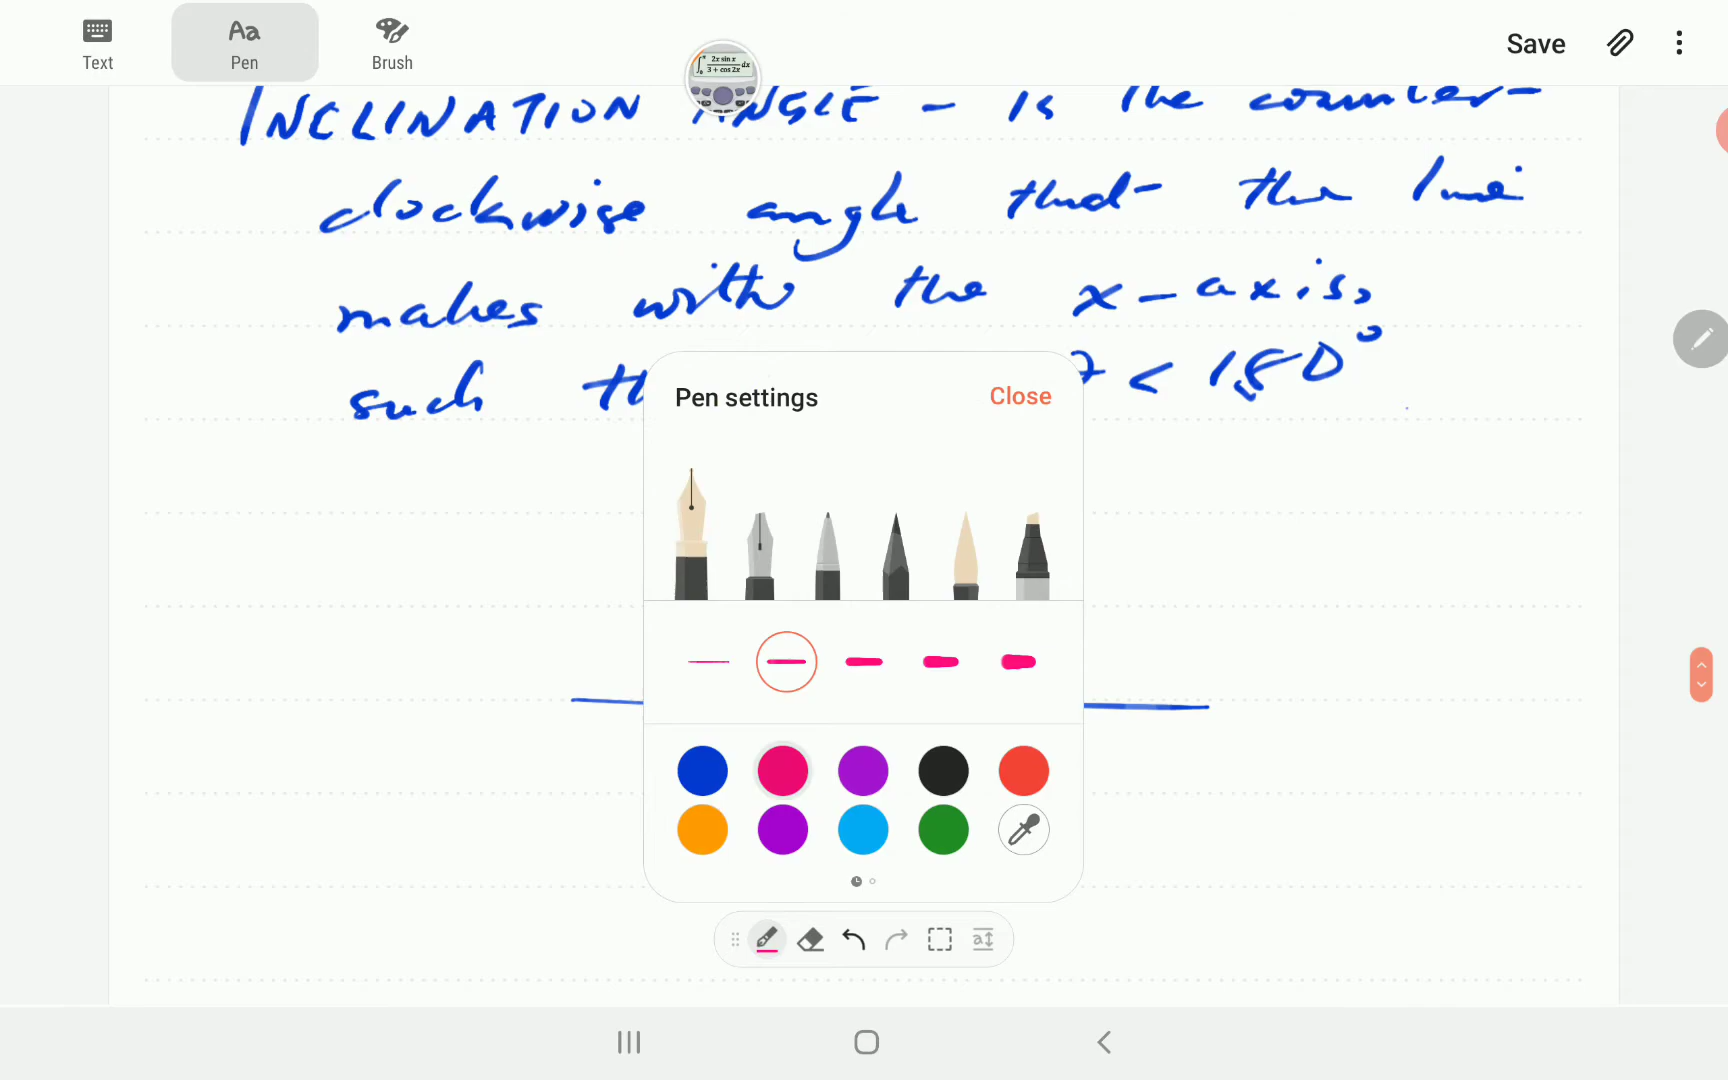 Text Pen Brush Save
INCLINATION ANGLE - is the counter-
clockwise angle that the line
makes with the x-axis,
such < 180°
Pen settings Close